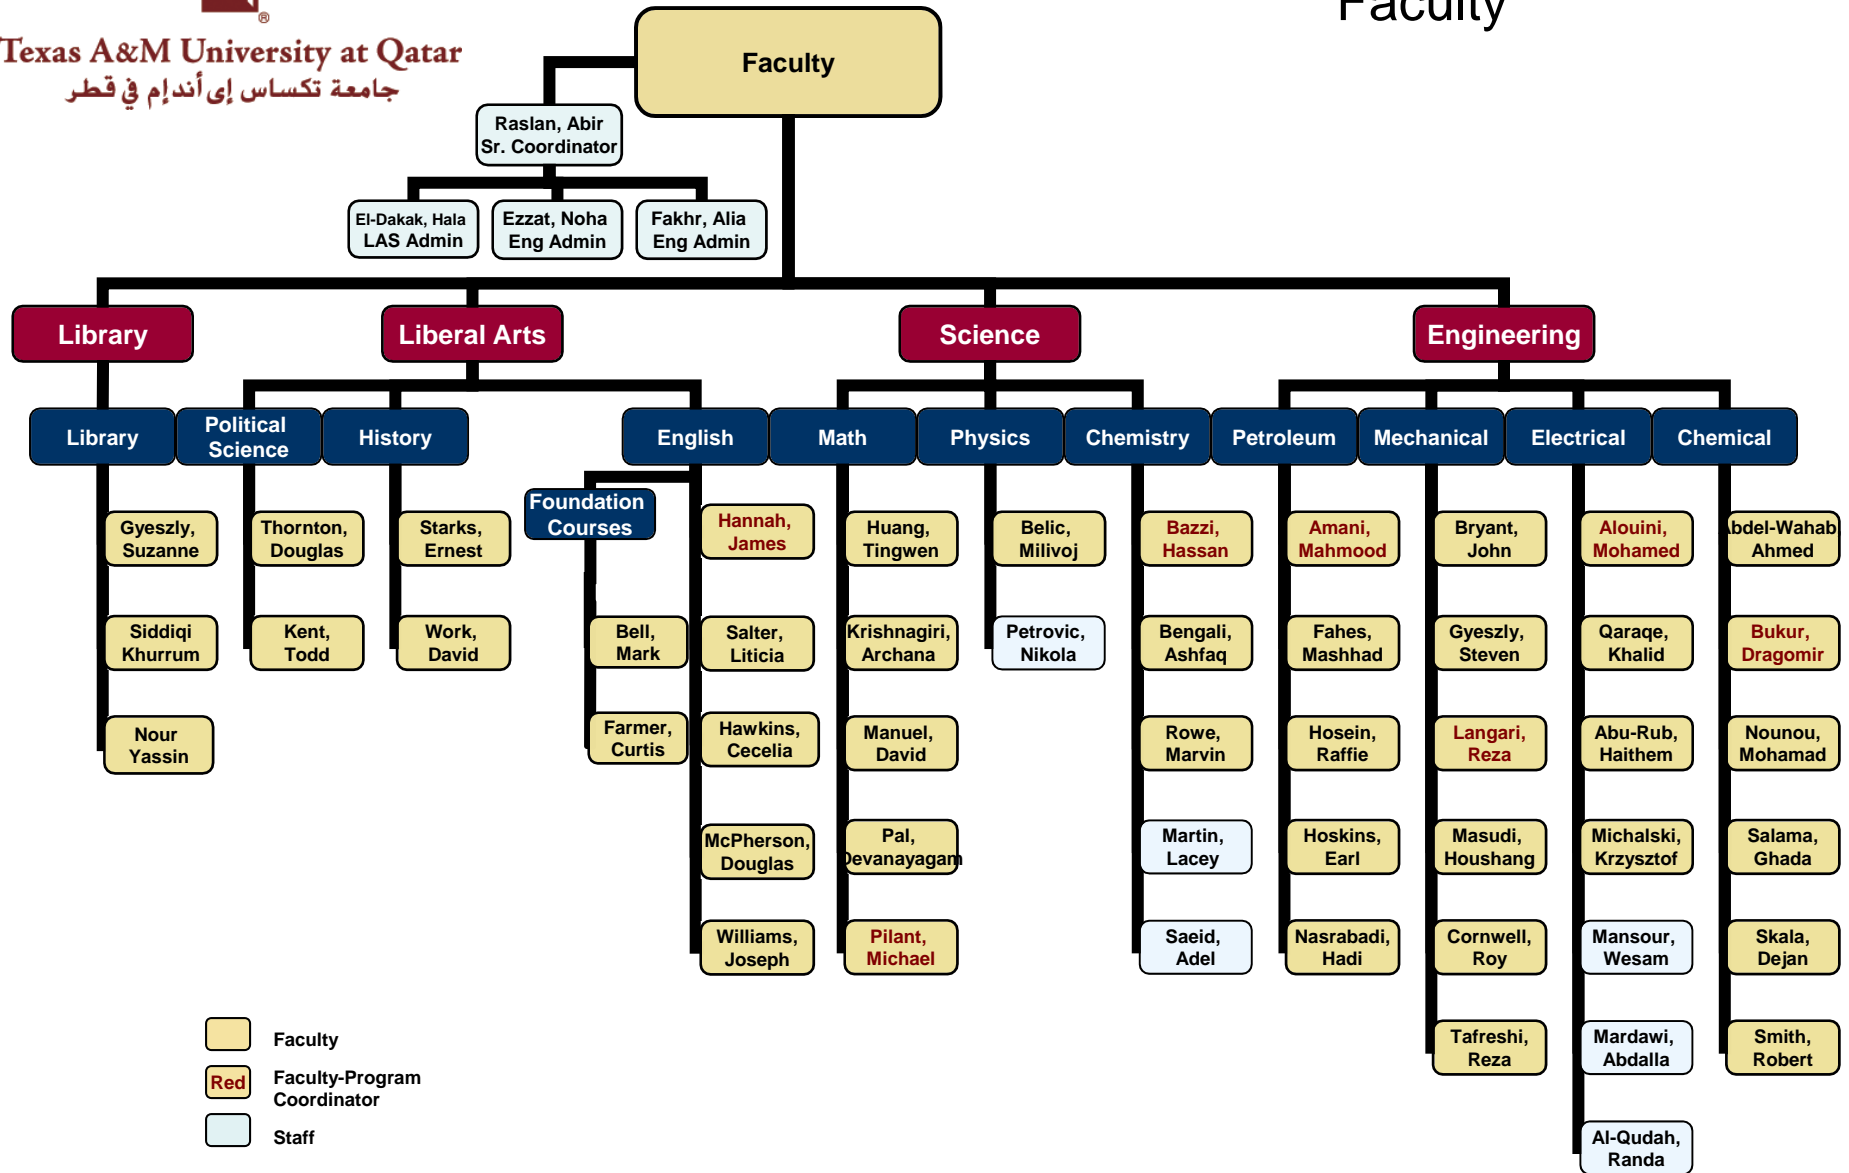 Faculty
®
Texas A&M University at Qatar
جامعة تكساس إي أند إم في قطر
Faculty
Raslan, Abir
Sr. Coordinator
El-Dakak, Hala
LAS Admin
Ezzat, Noha
Eng Admin
Fakhr, Alia
Eng Admin
Library
Liberal Arts
Science
Engineering
Library
Political
Science
History
English
Math
Physics
Chemistry
Petroleum
Mechanical
Electrical
Chemical
Foundation
Courses
Gyeszly,
Suzanne
Thornton,
Douglas
Starks,
Ernest
Hannah,
James
Huang,
Tingwen
Belic,
Milivoj
Bazzi,
Hassan
Amani,
Mahmood
Bryant,
John
Alouini,
Mohamed
Abdel-Wahab,
Ahmed
Siddiqi
Khurrum
Kent,
Todd
Work,
David
Bell,
Mark
Salter,
Liticia
Krishnagiri,
Archana
Petrovic,
Nikola
Bengali,
Ashfaq
Fahes,
Mashhad
Gyeszly,
Steven
Qaraqe,
Khalid
Bukur,
Dragomir
Nour
Yassin
Farmer,
Curtis
Hawkins,
Cecelia
Manuel,
David
Rowe,
Marvin
Hosein,
Raffie
Langari,
Reza
Abu-Rub,
Haithem
Nounou,
Mohamad
McPherson,
Douglas
Pal,
Devanayagam
Martin,
Lacey
Hoskins,
Earl
Masudi,
Houshang
Michalski,
Krzysztof
Salama,
Ghada
Williams,
Joseph
Pilant,
Michael
Saeid,
Adel
Nasrabadi,
Hadi
Cornwell,
Roy
Mansour,
Wesam
Skala,
Dejan
Tafreshi,
Reza
Mardawi,
Abdalla
Smith,
Robert
Al-Qudah,
Randa
Faculty
Red
Faculty-Program
Coordinator
Staff